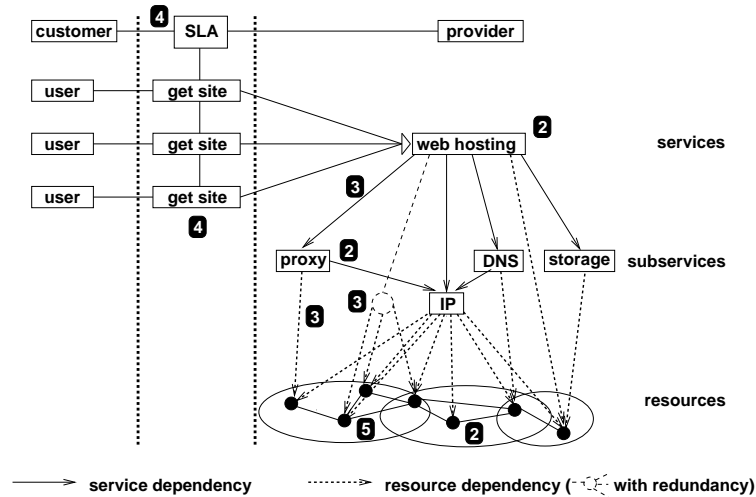 4
customer SLA provider
user get site
2
user get site web hosting services
3
user get site
4
proxy 2 DNS storage subservices
3 3 IP
resources
5 2
service dependency resource dependency ( with redundancy)